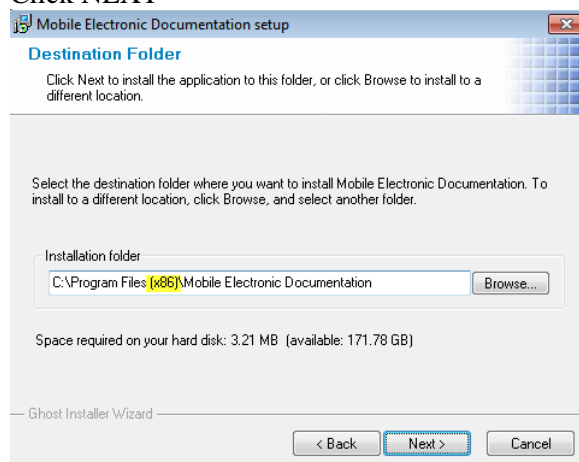 Click NEXT
Mobile Electronic Documentation setup
Destination Folder
Click Next to install the application to this folder, or click Browse to install to a
different location.
Select the destination folder where you want to install Mobile Electronic Documentation. To
install to a different location, click Browse, and select another folder.
Installation folder
C:\Program Files (x86)\Mobile Electronic Documentation
Browse...
Space required on your hard disk: 3.21 MB (available: 171.78 GB)
Ghost Installer Wizard
< Back Next > Cancel